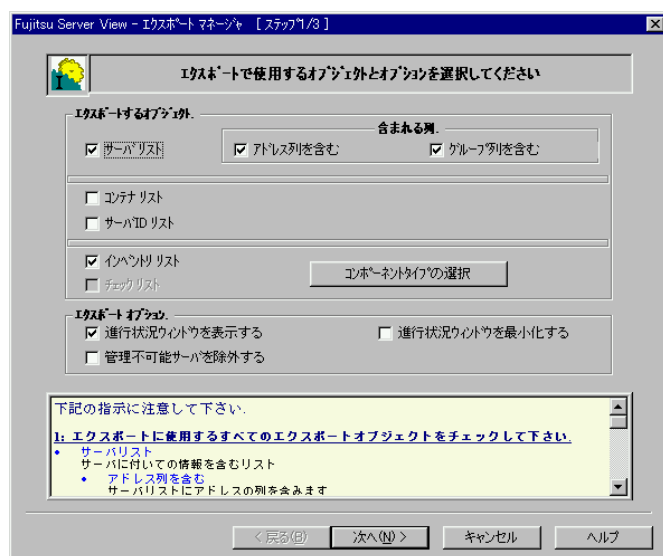 Fujitsu Server View - エクスポート マネージャ [ステップ1/3]
エクスポートで使用するオブジェクトとオプションを選択してください
エクスポートするオブジェクト.
含まれる列.
サーバリスト
アドレス列を含む
グループ列を含む
コンテナ リスト
サーバID リスト
インベントリ リスト
コンポーネントタイプの選択
チェック リスト
エクスポート オプション.
進行状況ウィンドウを表示する
進行状況ウィンドウを最小化する
管理不可能サーバを除外する
下記の指示に注意して下さい.
1: エクスポートに使用するすべてのエクスポートオブジェクトをチェックして下さい.
• サーバリスト
サーバに付いての情報を含むリスト
• アドレス列を含む
サーバリストにアドレスの列を含みます
< 戻る(B)
次へ(N) >
キャンセル
ヘルプ